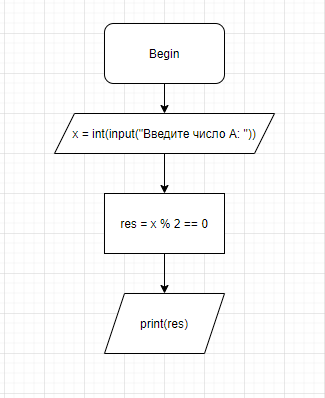 Begin
x = int(input("Введите число А: "))
res = x % 2 == 0
print(res)